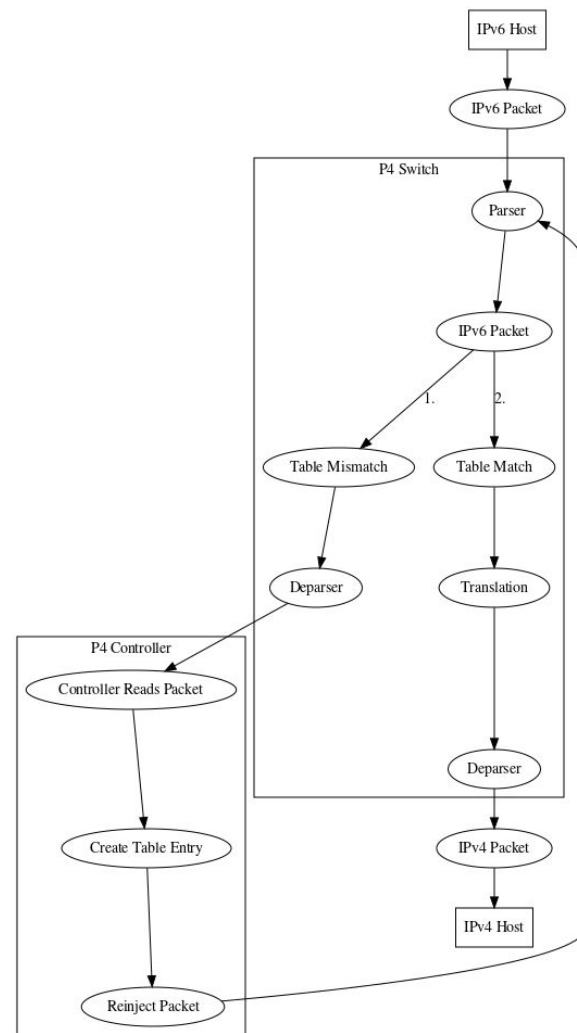 IPv6 Host
IPv6 Packet
P4 Switch
Parser
IPv6 Packet
1.
2.
Table Mismatch
Table Match
Deparser
Translation
P4 Controller
Controller Reads Packet
Deparser
Create Table Entry
IPv4 Packet
IPv4 Host
Reinject Packet